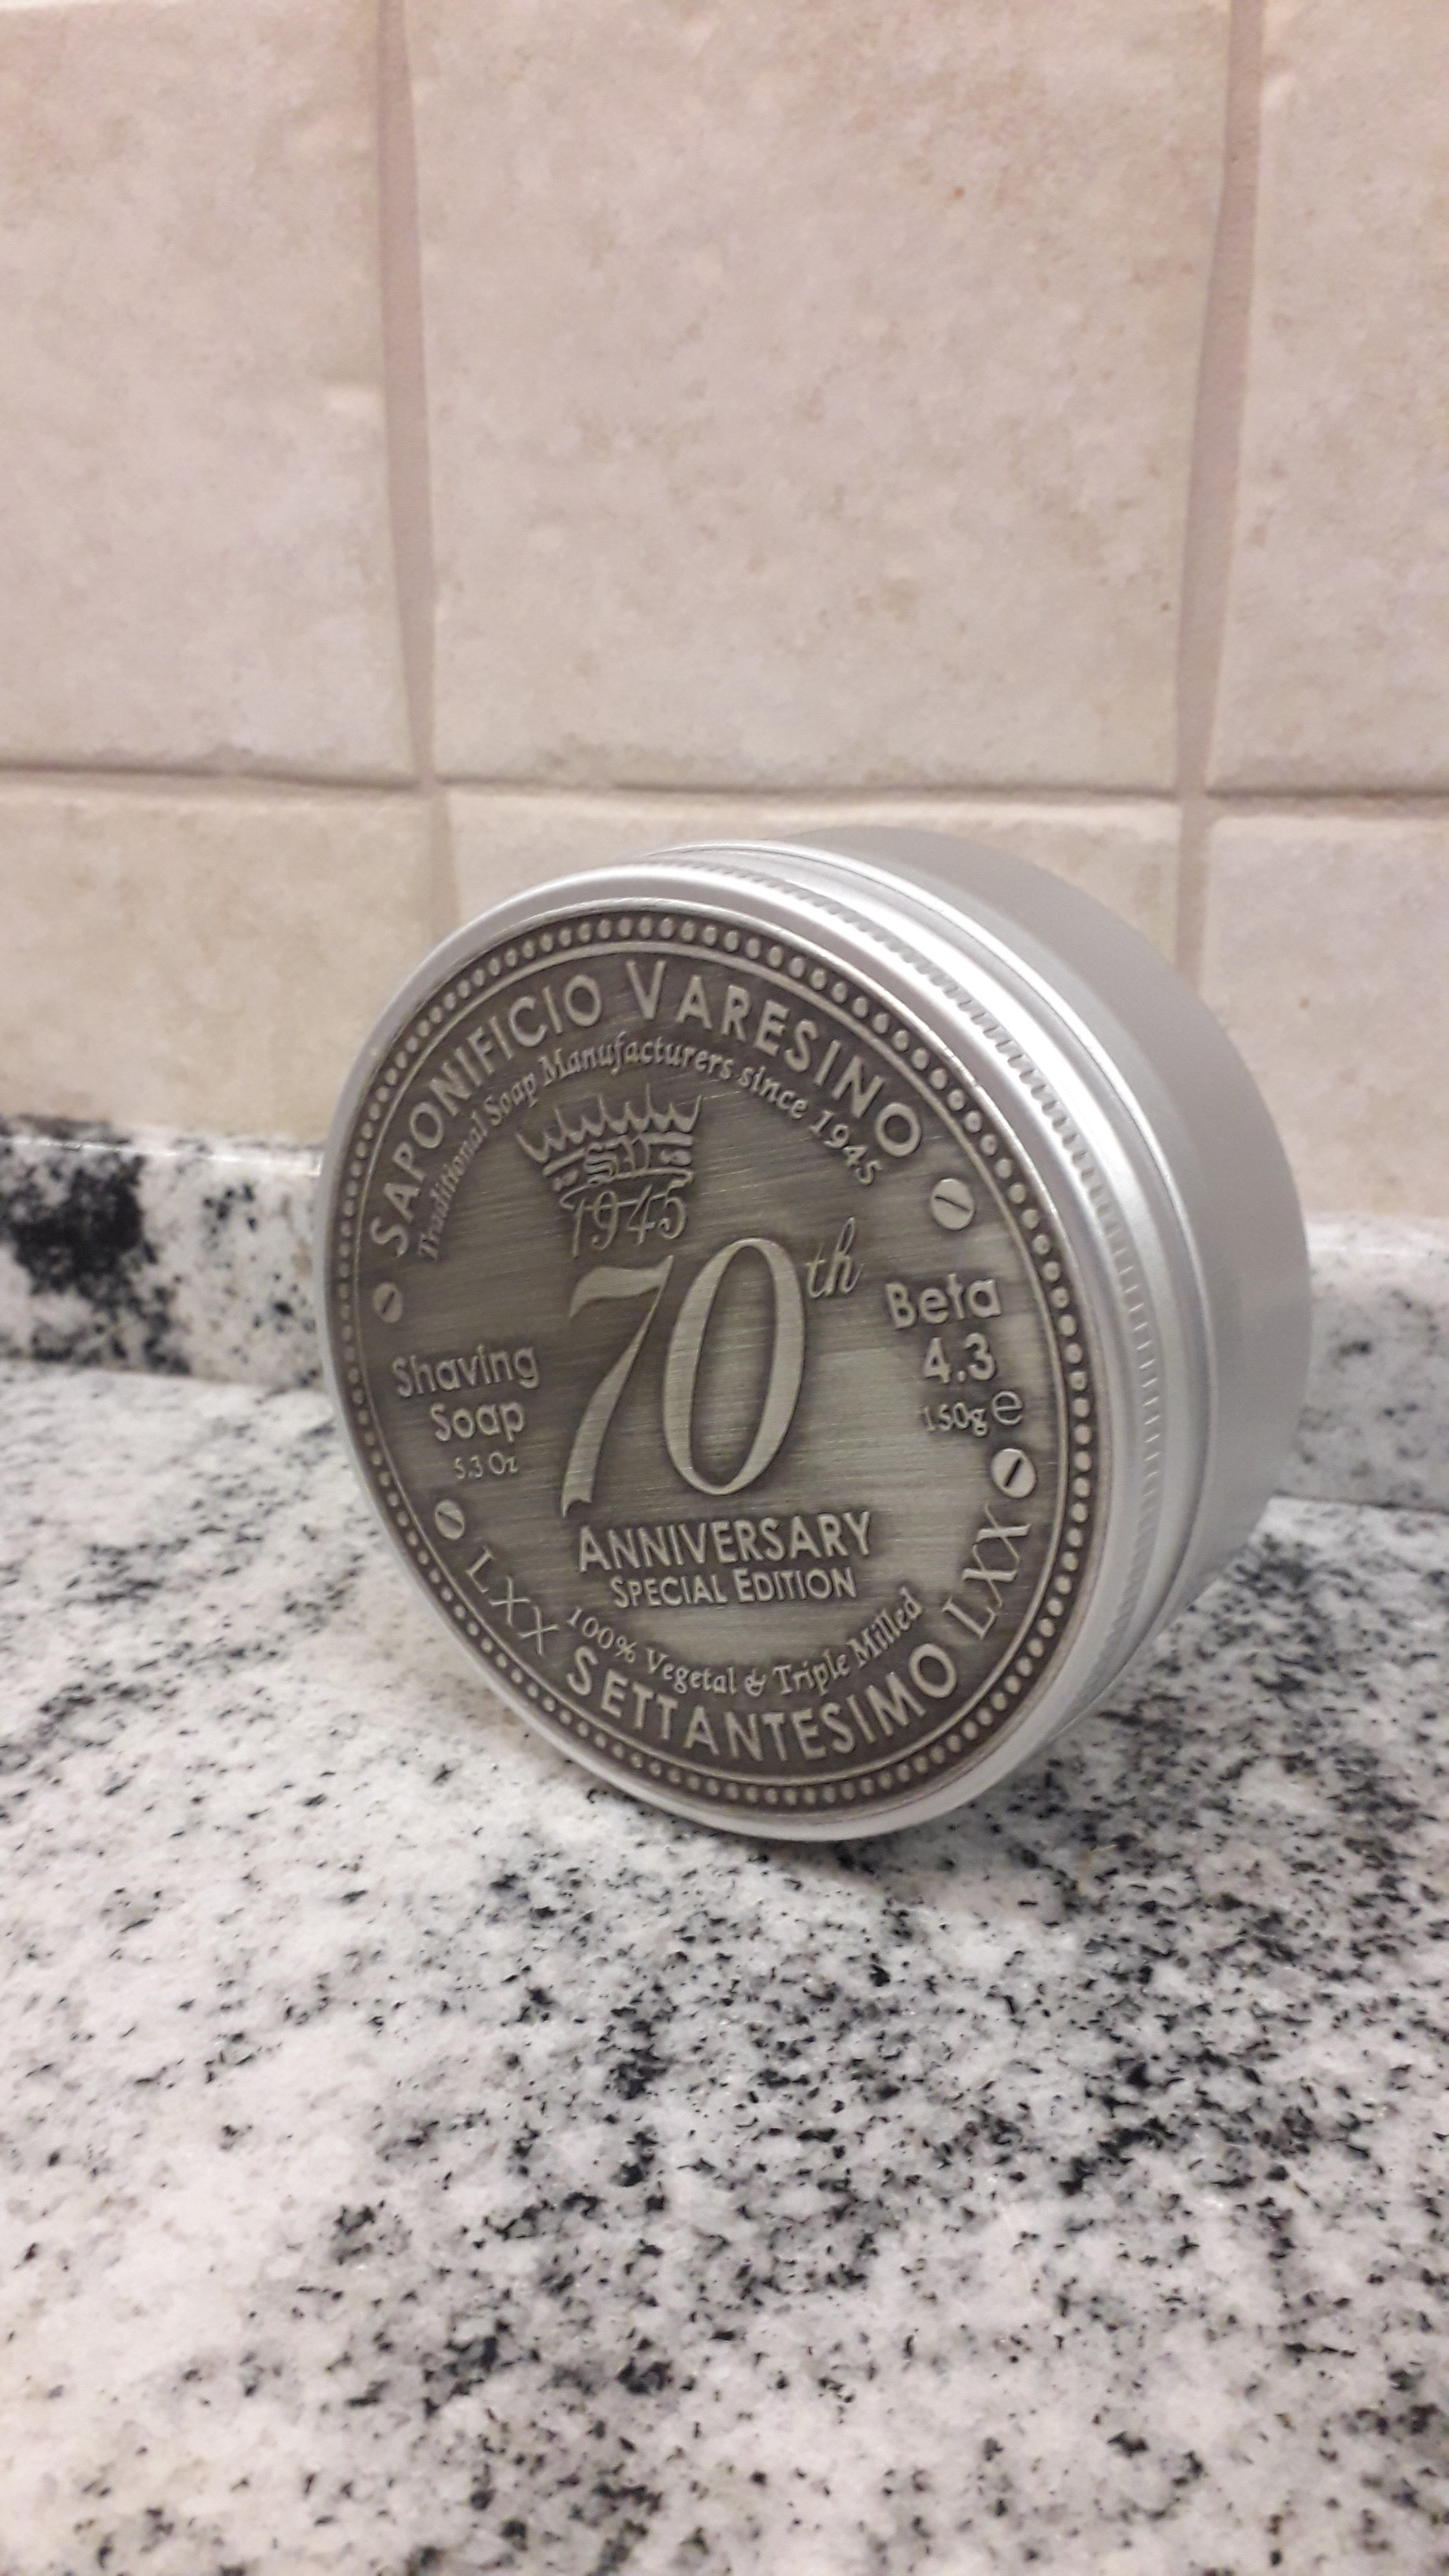 SAPONIFICIO VARESINO
Traditional Soap Manufacturers since 1945
SV
1945
70th
Shaving
Soap
5.3 Oz
Beta
4.3
150g e
ANNIVERSARY
SPECIAL EDITION
100% Vegetal & Triple Milled
LXX SETTANTESIMO LXX